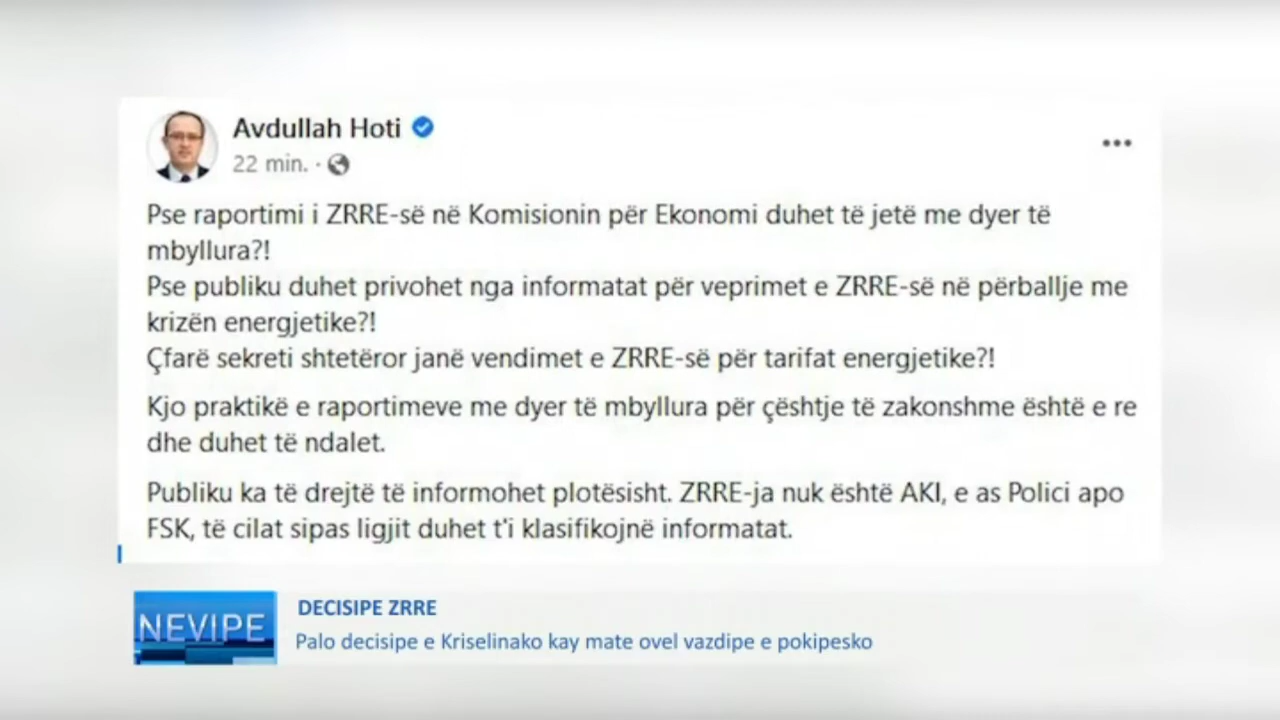 Avdullah Hoti
22 min. ·
Pse raportimi i ZRRE-së në Komisionin për Ekonomi duhet të jetë me dyer të
mbyllura?!
Pse publiku duhet privohet nga informatat për veprimet e ZRRE-së në përballje me
krizën energjetike?!
Çfarë sekreti shtetëror janë vendimet e ZRRE-së për tarifat energjetike?!
Kjo praktikë e raportimeve me dyer të mbyllura për çështje të zakonshme është e re
dhe duhet të ndalet.
Publiku ka të drejtë të informohet plotësisht. ZRRE-ja nuk është AKI, e as Polici apo
FSK, të cilat sipas ligjit duhet t'i klasifikojnë informatat.
NEVIPE
DECISIPE ZRRE
Palo decisipe e Kriselinako kay mate ovel vazdipe e pokipesko